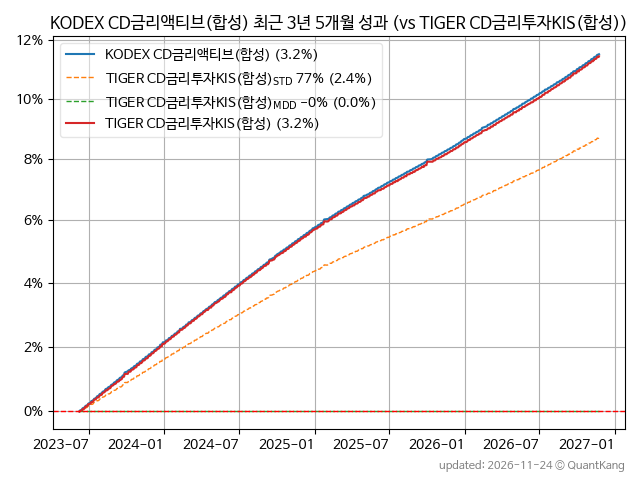 KODEX CD금리액티브(합성) 최근 3년 5개월 성과 (vs TIGER CD금리투자KIS(합성))
12%
10%
8%
6%
4%
2%
0%
KODEX CD금리액티브(합성) (3.2%)
TIGER CD금리투자KIS(합성)STD 77% (2.4%)
TIGER CD금리투자KIS(합성)MDD -0% (0.0%)
TIGER CD금리투자KIS(합성) (3.2%)
2023-07 2024-01 2024-07 2025-01 2025-07 2026-01 2026-07 2027-01
updated: 2026-11-24 © QuantKang